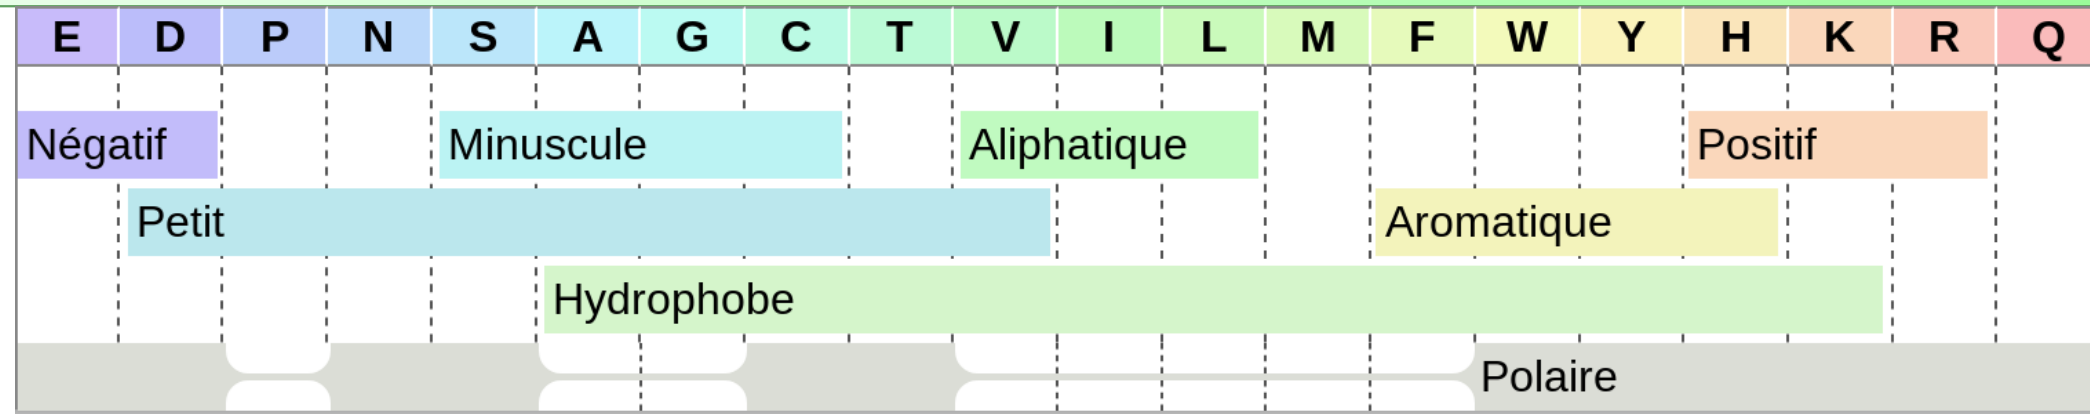 E D P N S A G C T V I L M F W Y H K R Q
Négatif Minuscule Aliphatique Positif
Petit Aromatique
Hydrophobe
Polaire